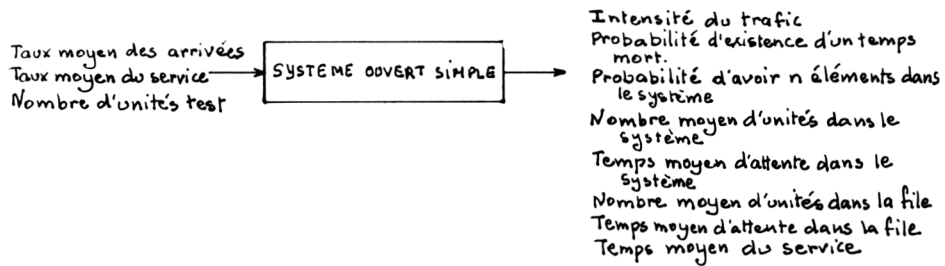 Taux moyen des arrivées
Taux moyen du service
Nombre d'unités test
SYSTEME OUVERT SIMPLE
Intensité du trafic
Probabilité d'existence d'un temps
mort.
Probabilité d'avoir n éléments dans
le système
Nombre moyen d'unités dans le
système
Temps moyen d'attente dans le
système
Nombre moyen d'unités dans la file
Temps moyen d'attente dans la file
Temps moyen du service